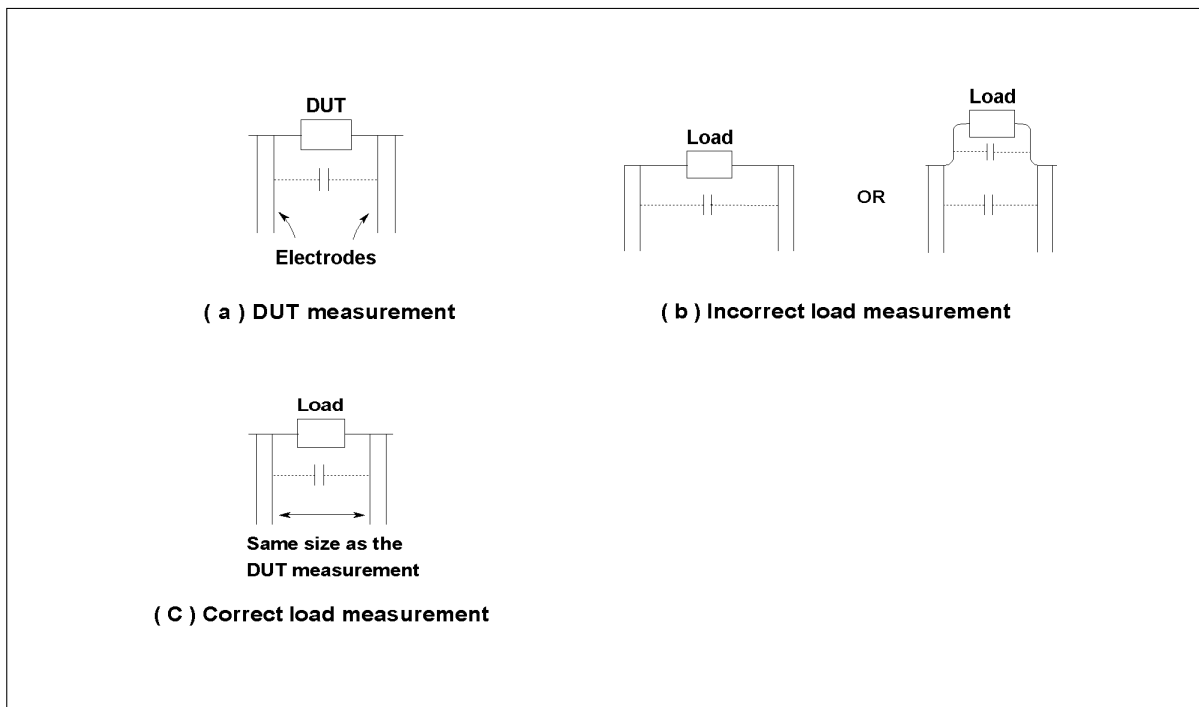 DUT
Electrodes
( a ) DUT measurement
Load
OR
Load
( b ) Incorrect load measurement
Load
Same size as the
DUT measurement
( C ) Correct load measurement